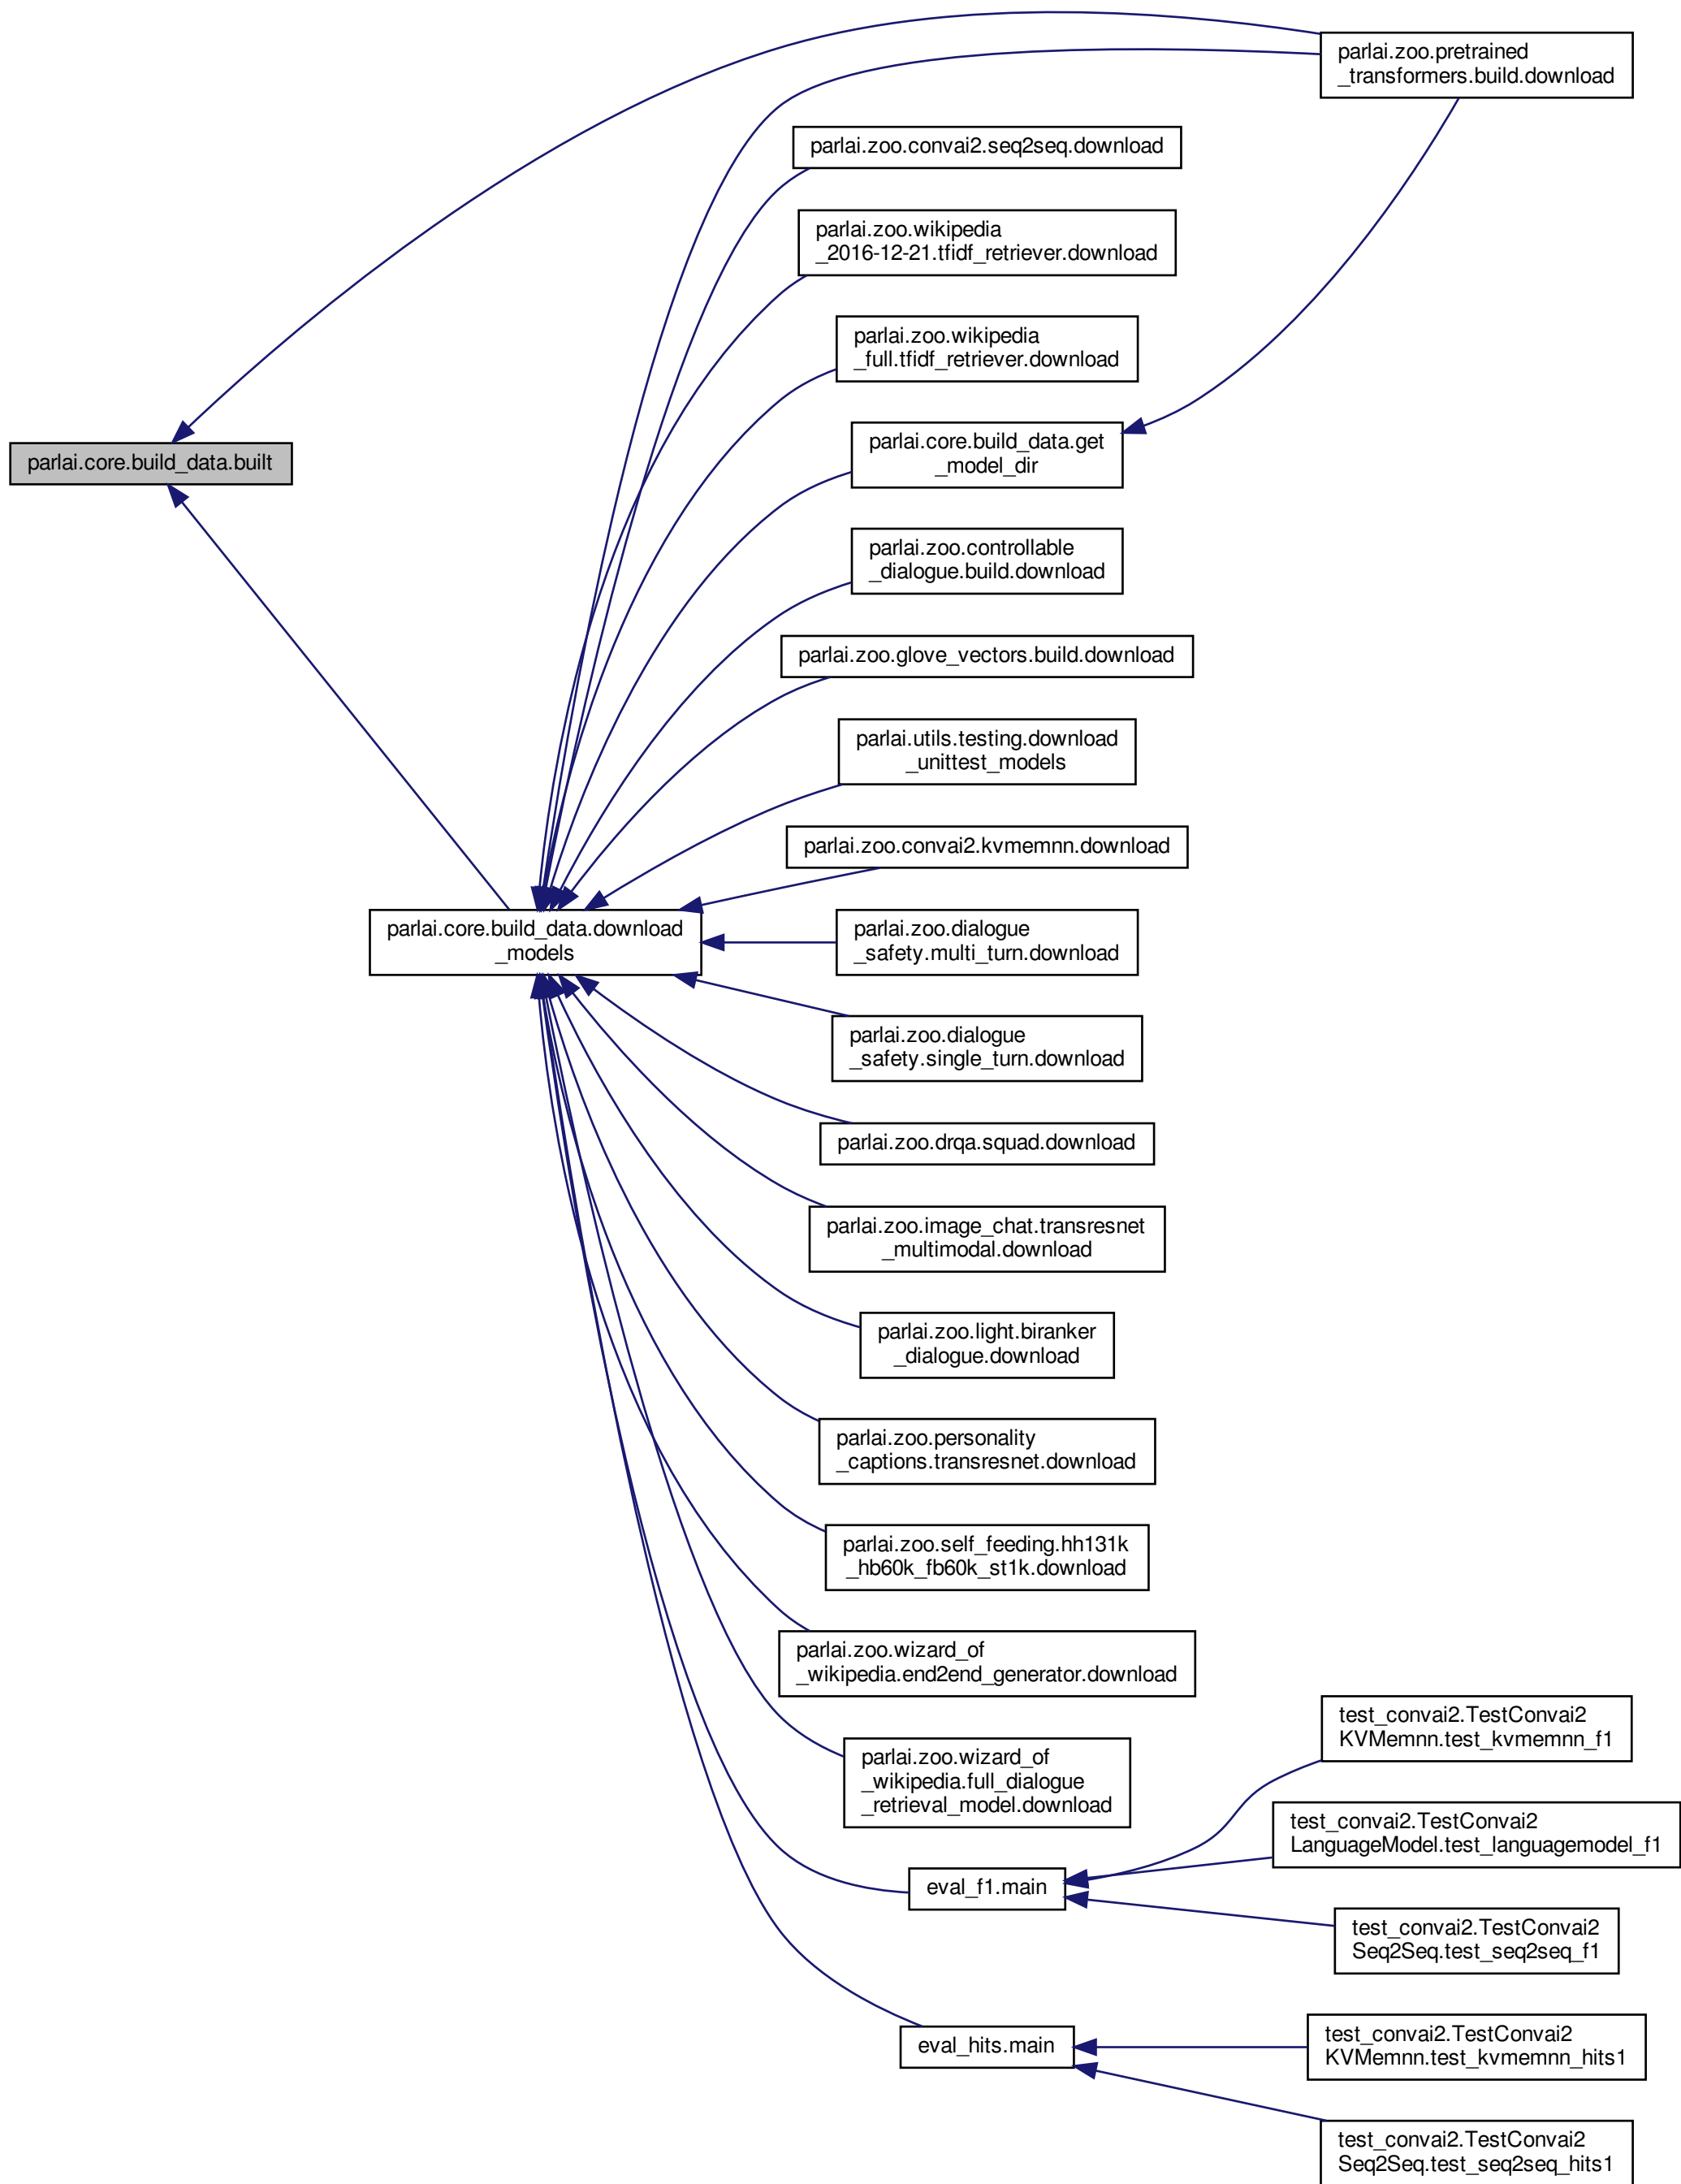 parlai.zoo.pretrained
_transformers.build.download
parlai.zoo.convai2.seq2seq.download
parlai.zoo.wikipedia
_2016-12-21.tfidf_retriever.download
parlai.zoo.wikipedia
_full.tfidf_retriever.download
parlai.core.build_data.get
_model_dir
parlai.core.build_data.built
parlai.zoo.controllable
_dialogue.build.download
parlai.zoo.glove_vectors.build.download
parlai.utils.testing.download
_unittest_models
parlai.zoo.convai2.kvmemnn.download
parlai.core.build_data.download
_models
parlai.zoo.dialogue
_safety.multi_turn.download
parlai.zoo.dialogue
_safety.single_turn.download
parlai.zoo.drqa.squad.download
parlai.zoo.image_chat.transresnet
_multimodal.download
parlai.zoo.light.biranker
_dialogue.download
parlai.zoo.personality
_captions.transresnet.download
parlai.zoo.self_feeding.hh131k
_hb60k_fb60k_st1k.download
parlai.zoo.wizard_of
_wikipedia.end2end_generator.download
parlai.zoo.wizard_of
_wikipedia.full_dialogue
_retrieval_model.download
test_convai2.TestConvai2
KVMemnn.test_kvmemnn_f1
test_convai2.TestConvai2
LanguageModel.test_languagemodel_f1
eval_f1.main
test_convai2.TestConvai2
Seq2Seq.test_seq2seq_f1
eval_hits.main
test_convai2.TestConvai2
KVMemnn.test_kvmemnn_hits1
test_convai2.TestConvai2
Seq2Seq.test_seq2seq_hits1